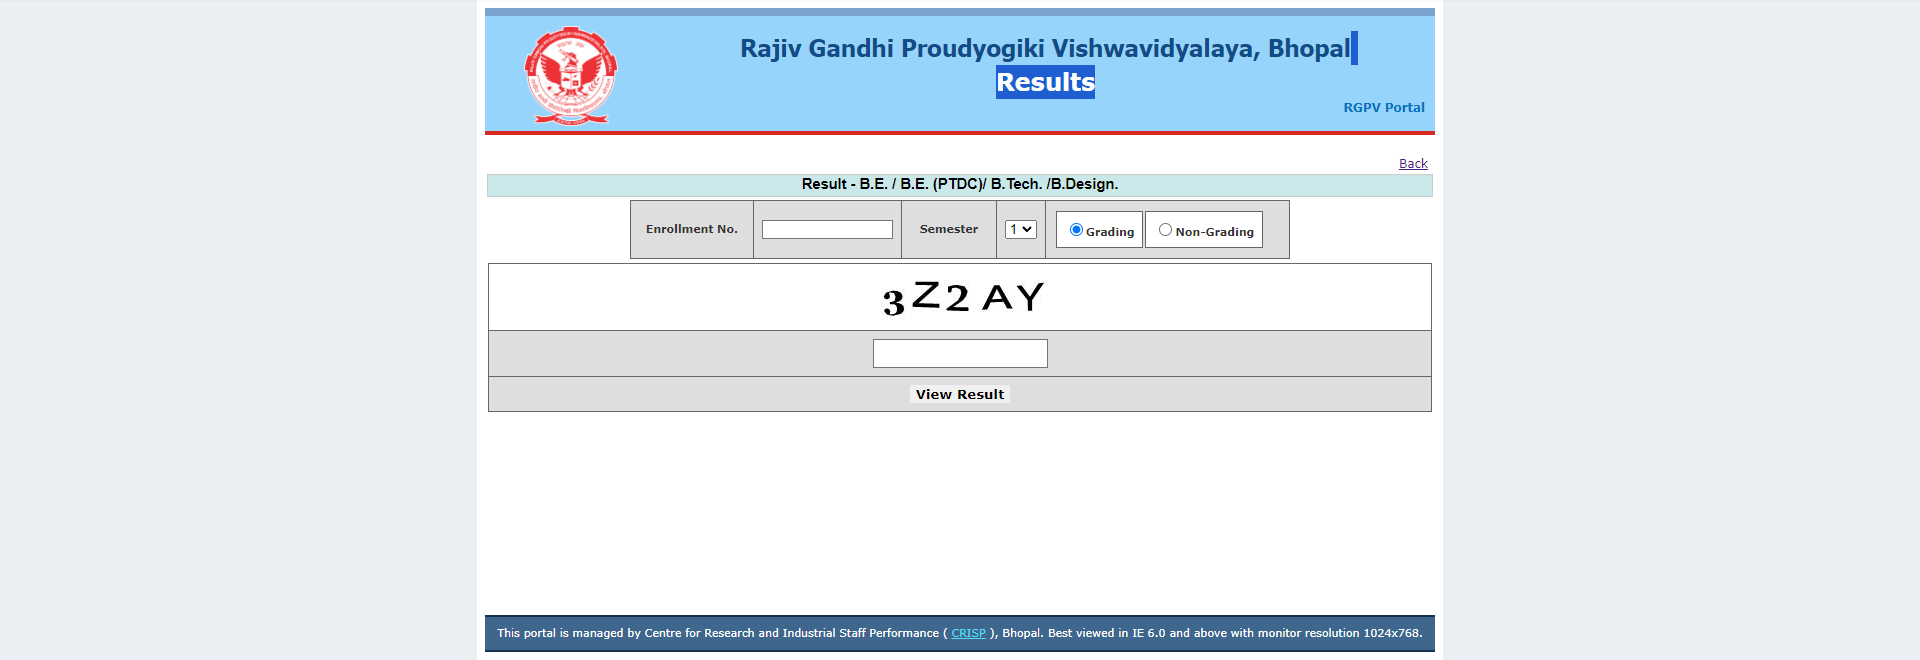 Rajiv Gandhi Proudyogiki Vishwavidyalaya, Bhopal
Results
RGPV Portal
Back
Result - B.E. / B.E. (PTDC)/ B.Tech. /B.Design.
Enrollment No. Semester 1 Grading Non-Grading
3Z2AY
View Result
This portal is managed by Centre for Research and Industrial Staff Performance ( CRISP ), Bhopal. Best viewed in IE 6.0 and above with monitor resolution 1024x768.